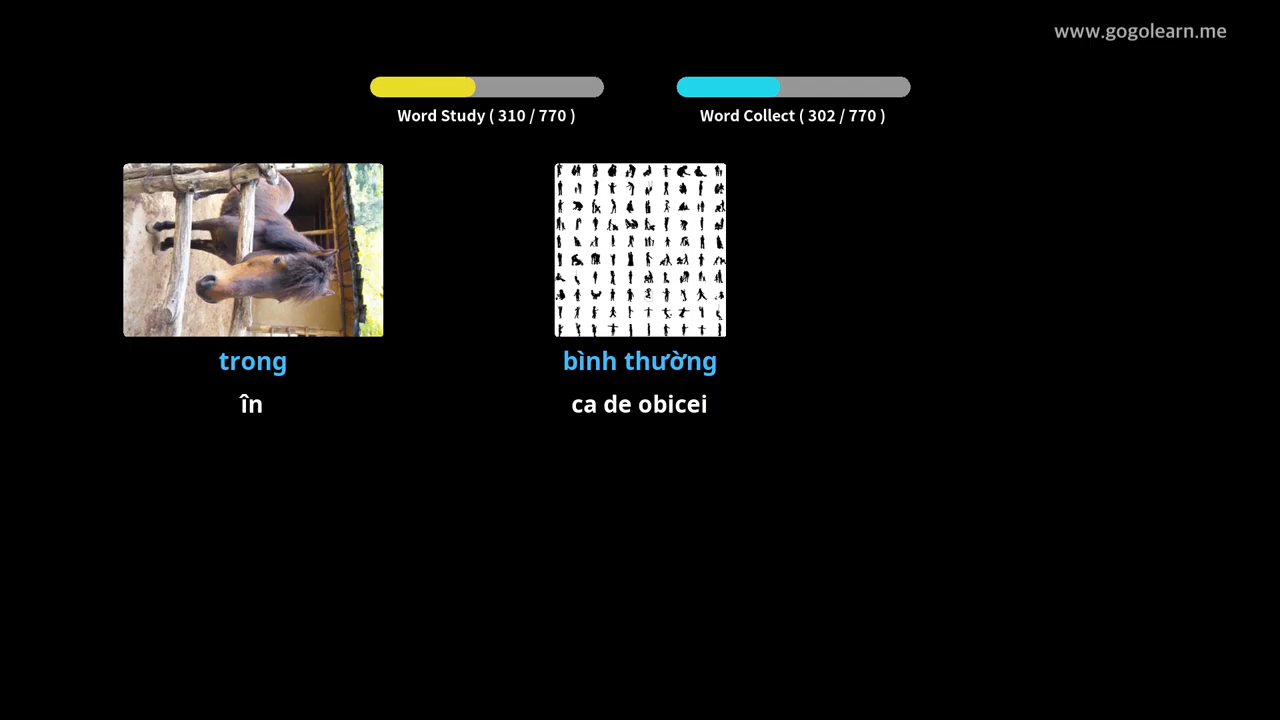 www.gogolearn.me
Word Study ( 310 / 770 )
Word Collect ( 302 / 770 )
trong
bình thường
în
ca de obicei